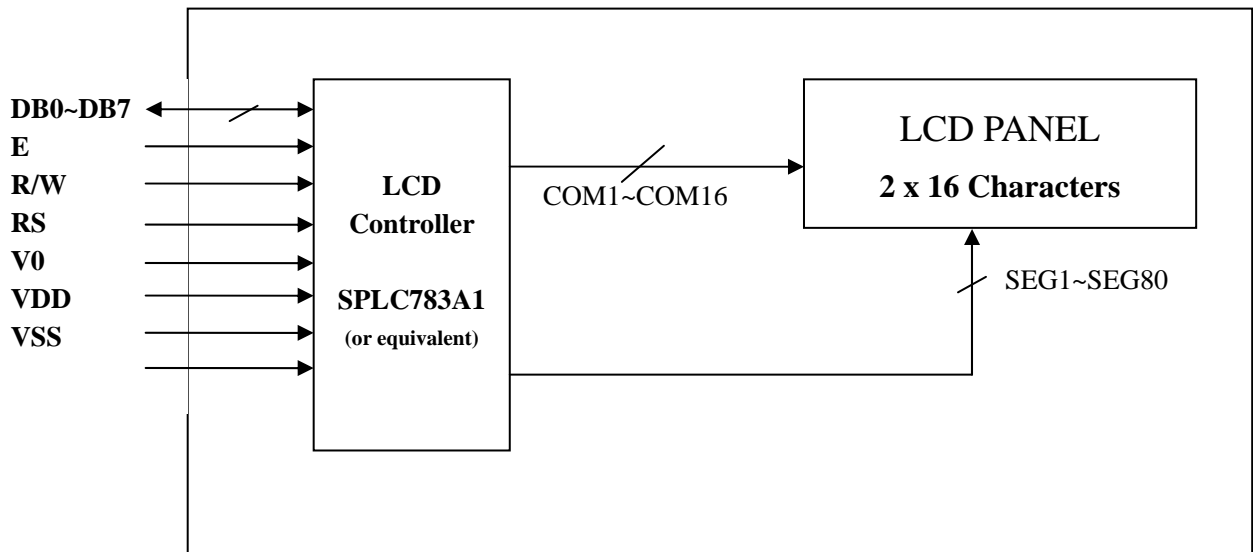 DB0~DB7
E
R/W
RS
V0
VDD
VSS
LCD
Controller
SPLC783A1
(or equivalent)
COM1~COM16
LCD PANEL
2 x 16 Characters
SEG1~SEG80